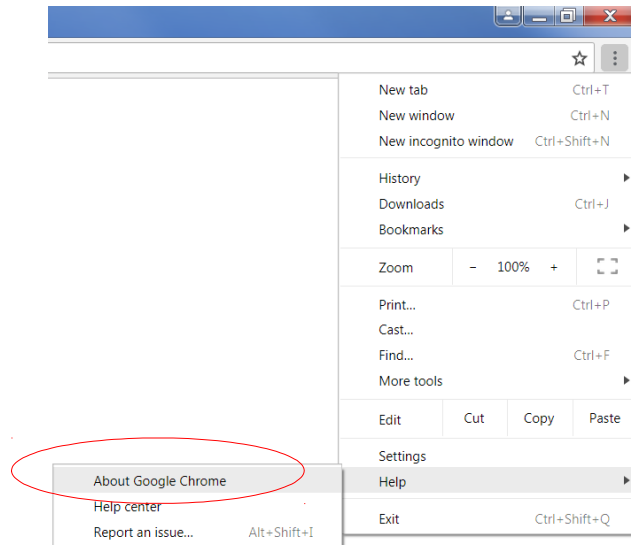 New tab Ctrl+T
New window Ctrl+N
New incognito window Ctrl+Shift+N
History
Downloads Ctrl+J
Bookmarks
Zoom - 100% +
Print... Ctrl+P
Cast...
Find... Ctrl+F
More tools
Edit Cut Copy Paste
Settings
Help
Exit Ctrl+Shift+Q
About Google Chrome
Help center
Report an issue... Alt+Shift+I